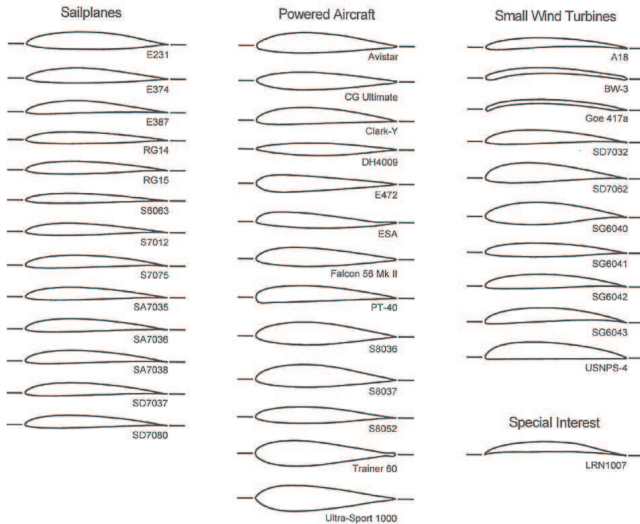 Sailplanes
E231
E374
E387
RG14
RG15
S6063
S7012
S7075
SA7035
SA7036
SA7038
SD7037
SD7080
Powered Aircraft
Avistar
CG Ultimate
Clark-Y
DH4009
E472
ESA
Falcon 56 Mk II
PT-40
S8036
S8037
S8052
Trainer 60
Ultra-Sport 1000
Small Wind Turbines
A18
BW-3
Goe 417a
SD7032
SD7062
SG6040
SG6041
SG6042
SG6043
USNPS-4
Special Interest
LRN1007